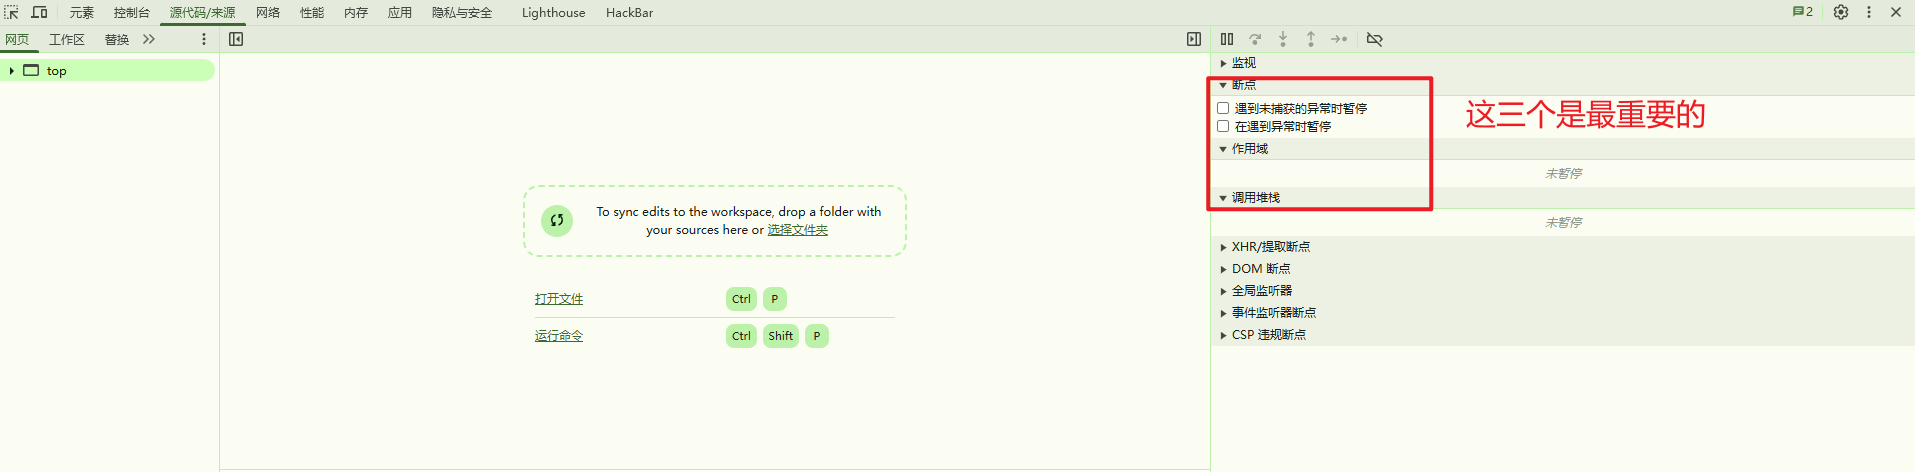 元素 控制台 源代码/来源 网络 性能 内存 应用 隐私与安全 Lighthouse HackBar 2
网页 工作区 替换
top
To sync edits to the workspace, drop a folder with
your sources here or 选择文件夹
打开文件 Ctrl P
运行命令 Ctrl Shift P
监视
断点
遇到未捕获的异常时暂停
在遇到异常时暂停
作用域
未暂停
调用堆栈
未暂停
XHR/提取断点
DOM 断点
全局监听器
事件监听器断点
CSP 违规断点
这三个是最重要的